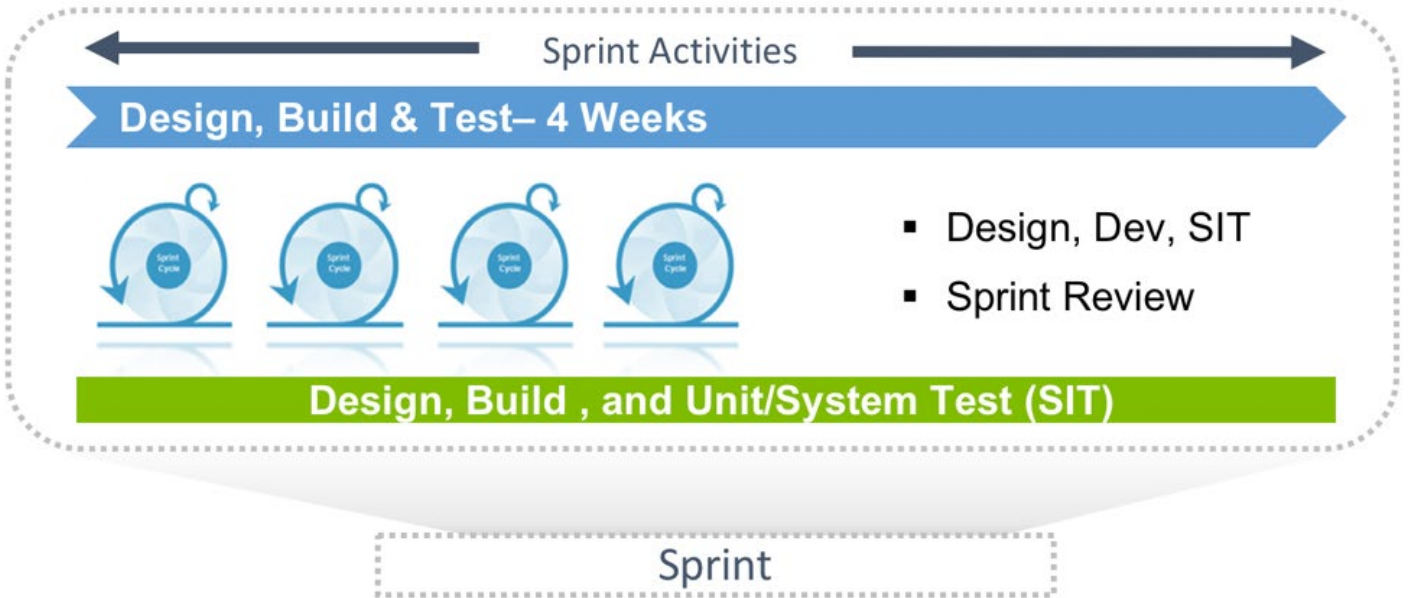 Sprint Activities
Design, Build & Test– 4 Weeks
Sprint
Cycle
Sprint
Cycle
Sprint
Cycle
Sprint
Cycle
▪ Design, Dev, SIT
▪ Sprint Review
Design, Build , and Unit/System Test (SIT)
Sprint